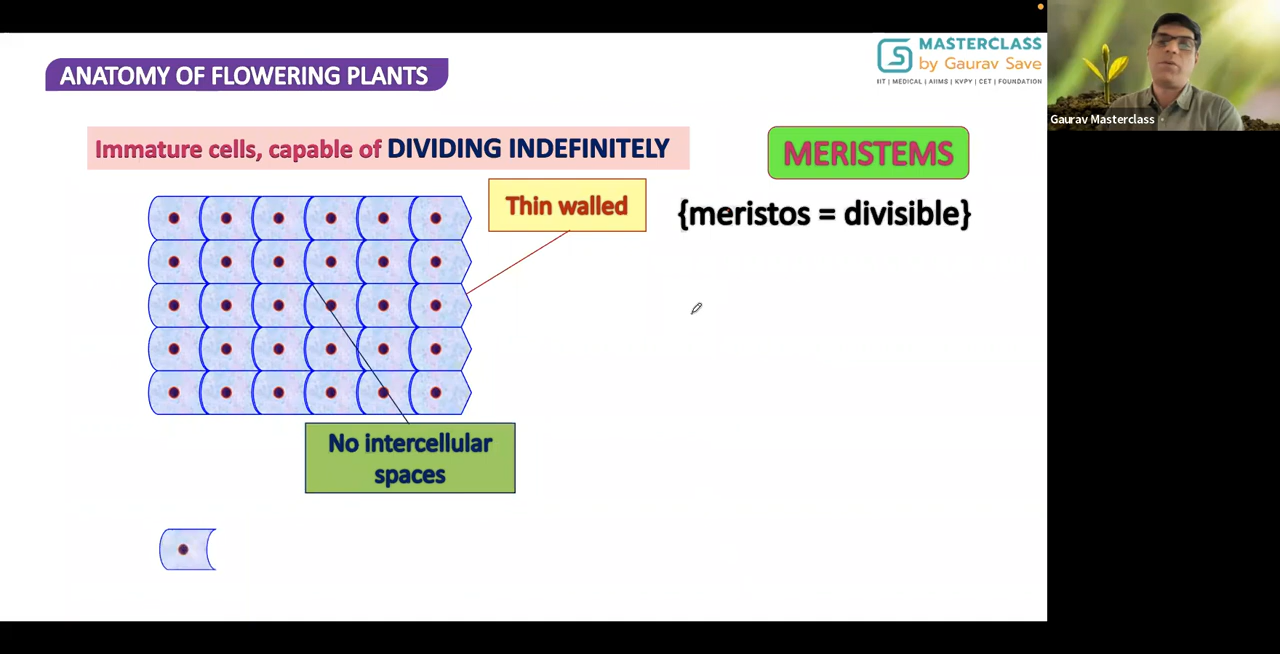 MASTERCLASS
by Gaurav Save
IIT | MEDICAL | AIIMS | KVPY | CET | FOUNDATION
ANATOMY OF FLOWERING PLANTS
Gaurav Masterclass
Immature cells, capable of DIVIDING INDEFINITELY
MERISTEMS
Thin walled
{meristos = divisible}
No intercellular
spaces